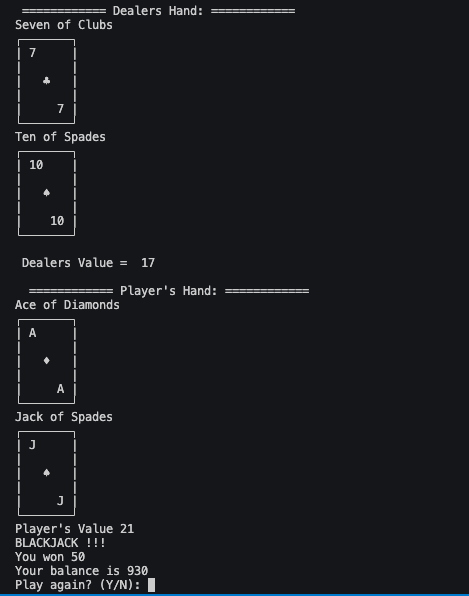 ============ Dealers Hand: ============
Seven of Clubs
7
♣
7
Ten of Spades
10
♠
10
Dealers Value =  17
============ Player's Hand: ============
Ace of Diamonds
A
♦
A
Jack of Spades
J
♠
J
Player's Value 21
BLACKJACK !!!
You won 50
Your balance is 930
Play again? (Y/N):